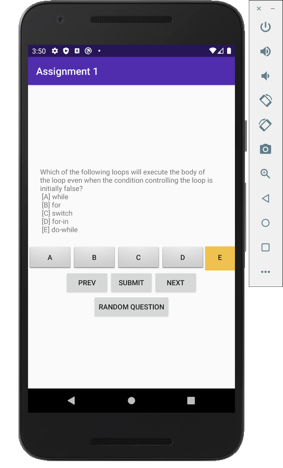 3:50
Assignment 1
Which of the following loops will execute the body of
the loop even when the condition controlling the loop is
initially false?
[A] while
[B] for
[C] switch
[D] for-in
[E] do-while
A B C D E
PREV SUBMIT NEXT
RANDOM QUESTION